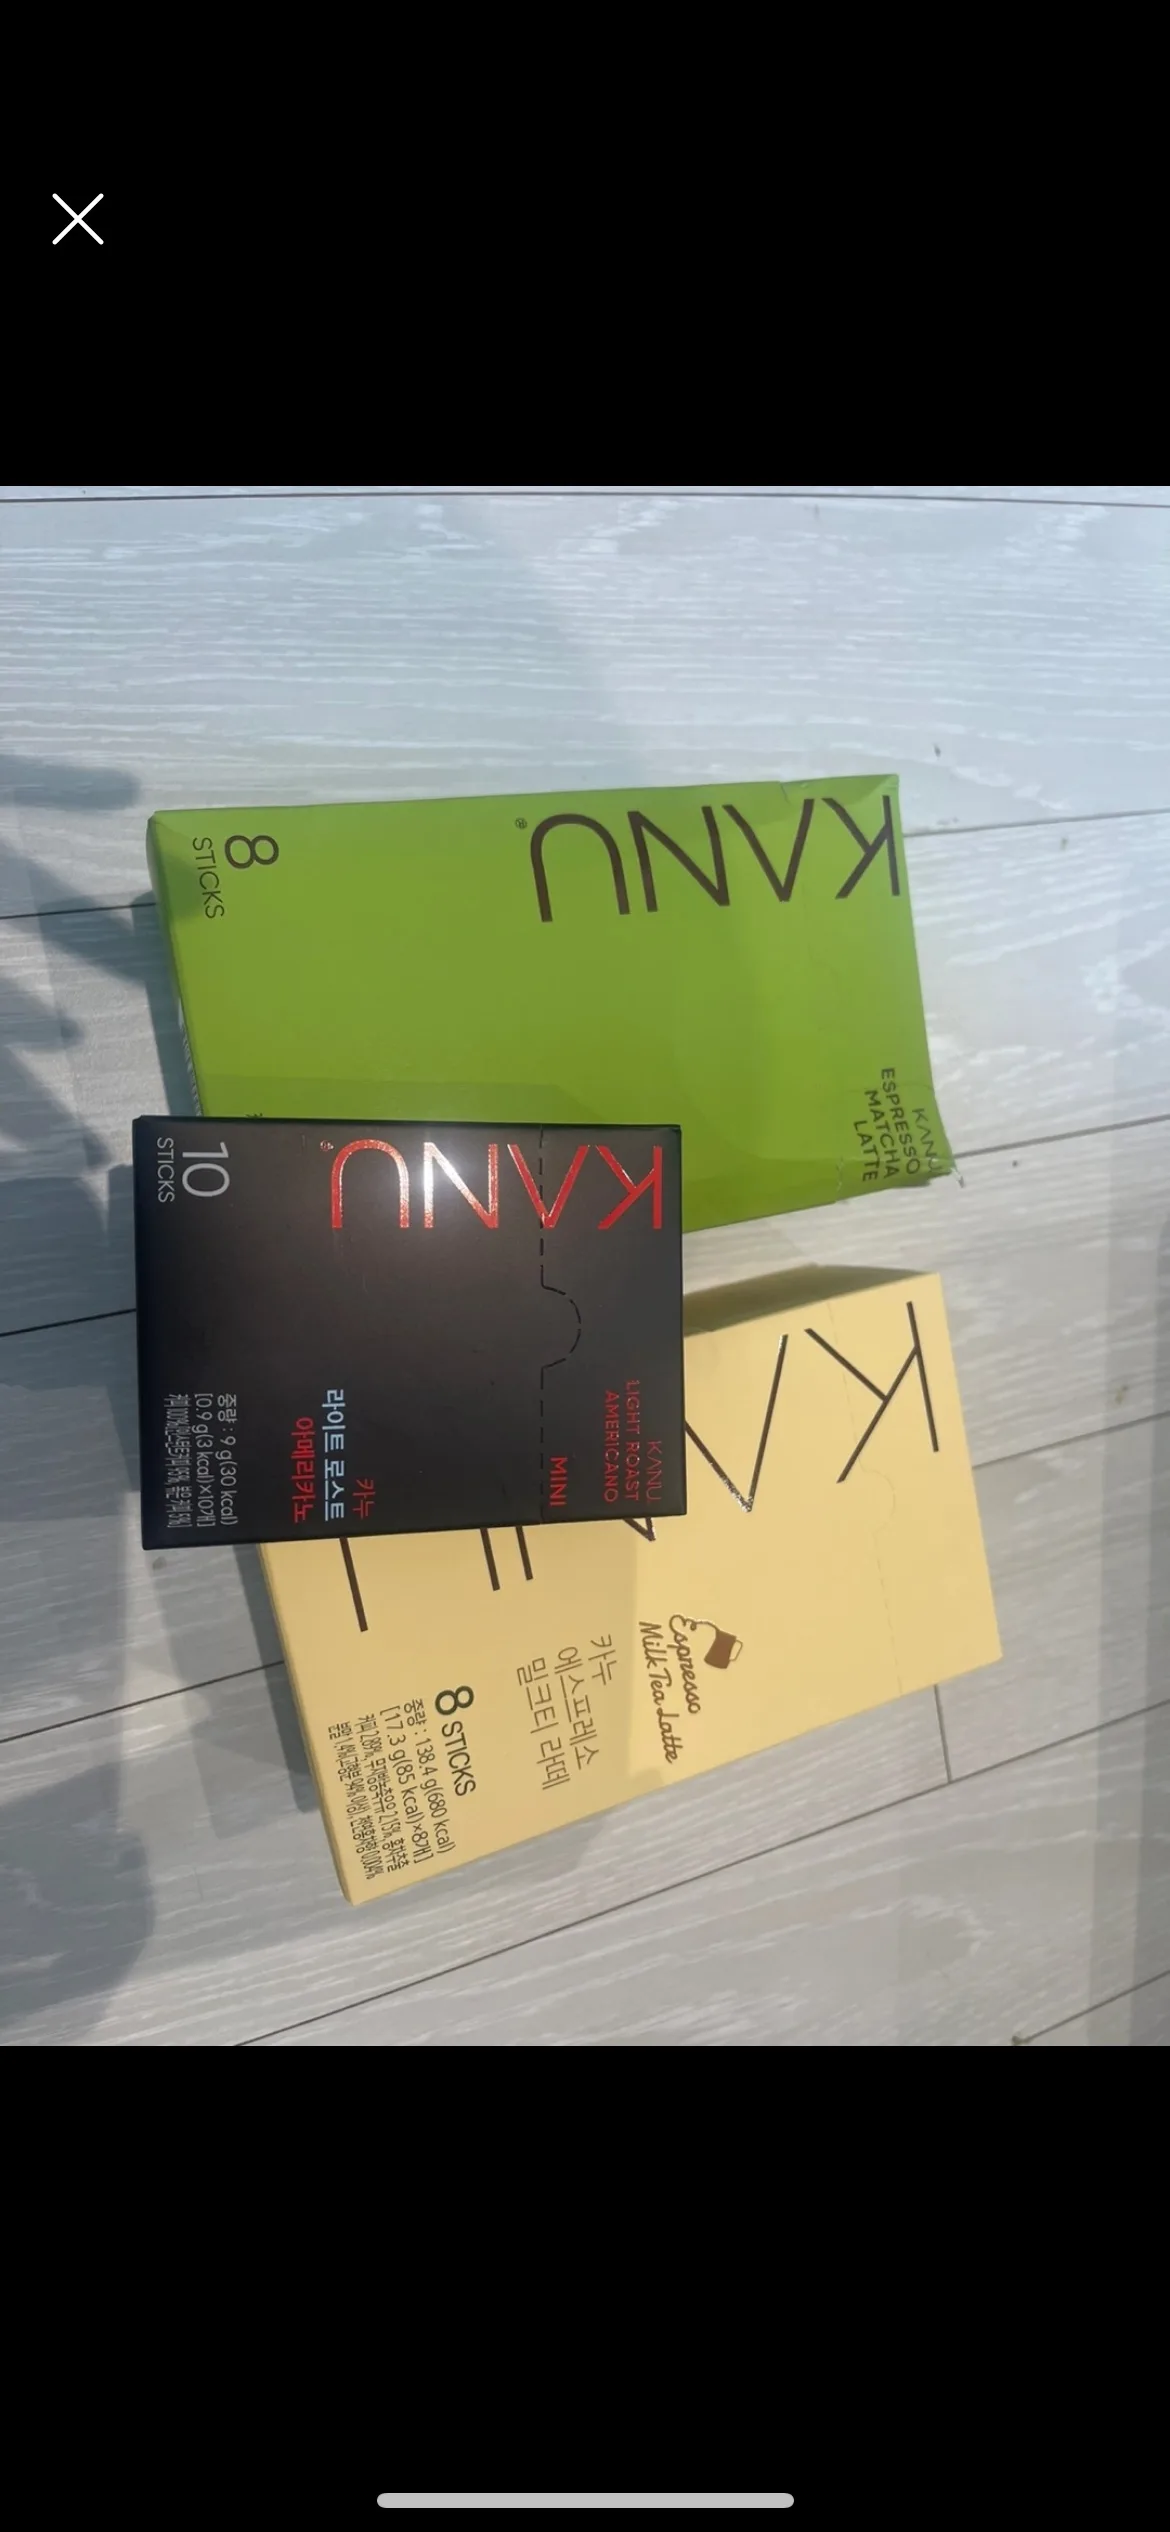 KANU
8
STICKS
KANU
ESPRESSO
MATCHA
LATTE
KANU
10
STICKS
KANU
LIGHT ROAST
AMERICANO
MINI
카누
라이트 로스트
아메리카노
중량 : 9 g(30 kcal)
[0.9 g(3 kcal)×10개]
Espresso
Milk Tea Latte
카누
에스프레소
밀크티 라떼
8 STICKS
중량 : 138.4 g(680 kcal)
[17.3 g(85 kcal)×8개]